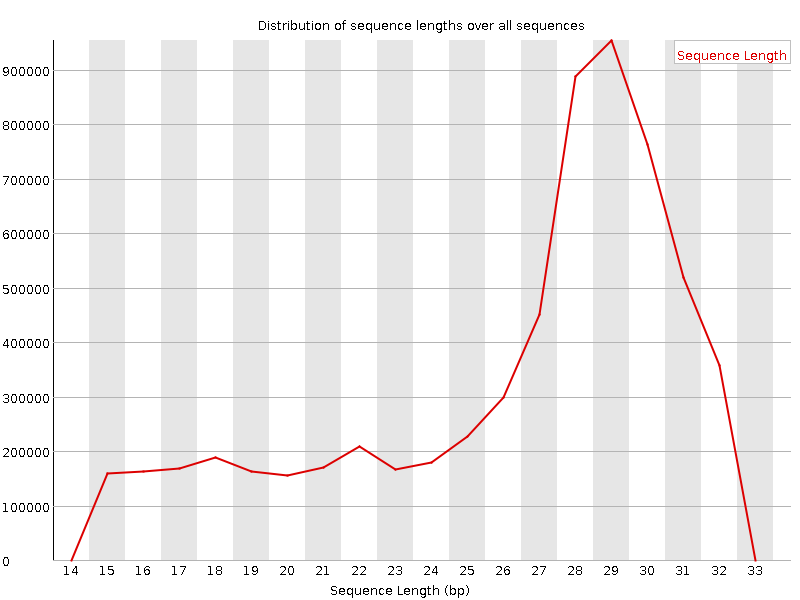 Distribution of sequence lengths over all sequences
Sequence Length
900000
800000
700000
600000
500000
400000
300000
200000
100000
0
14 15 16 17 18 19 20 21 22 23 24 25 26 27 28 29 30 31 32 33
Sequence Length (bp)